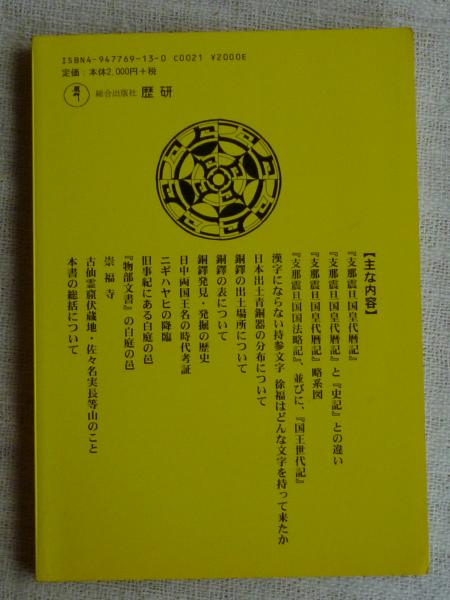 ISBN4-947769-13-0 C0021 ¥2000E
定価：本体2,000円+税
総合出版社 歴研
【主な内容】
『支那震旦国皇代暦記』
『支那震旦国皇代暦記』と『史記』との違い
『支那震旦国皇代暦記』略系図
『支那震旦国国法略記』、並びに、『国王世代記』
漢字にならない持参文字 徐福はどんな文字を持って来たか
日本出土青銅器の分布について
銅鐸の出土場所について
銅鐸の表について
銅鐸発見・発掘の歴史
日中両国王名の時代考証
ニギハヤヒの降臨
旧事紀にある白庭の邑
『物部文書』の白庭の邑
崇福寺
古仙霊窟伏蔵地・佐々名実長等山のこと
本書の総括について